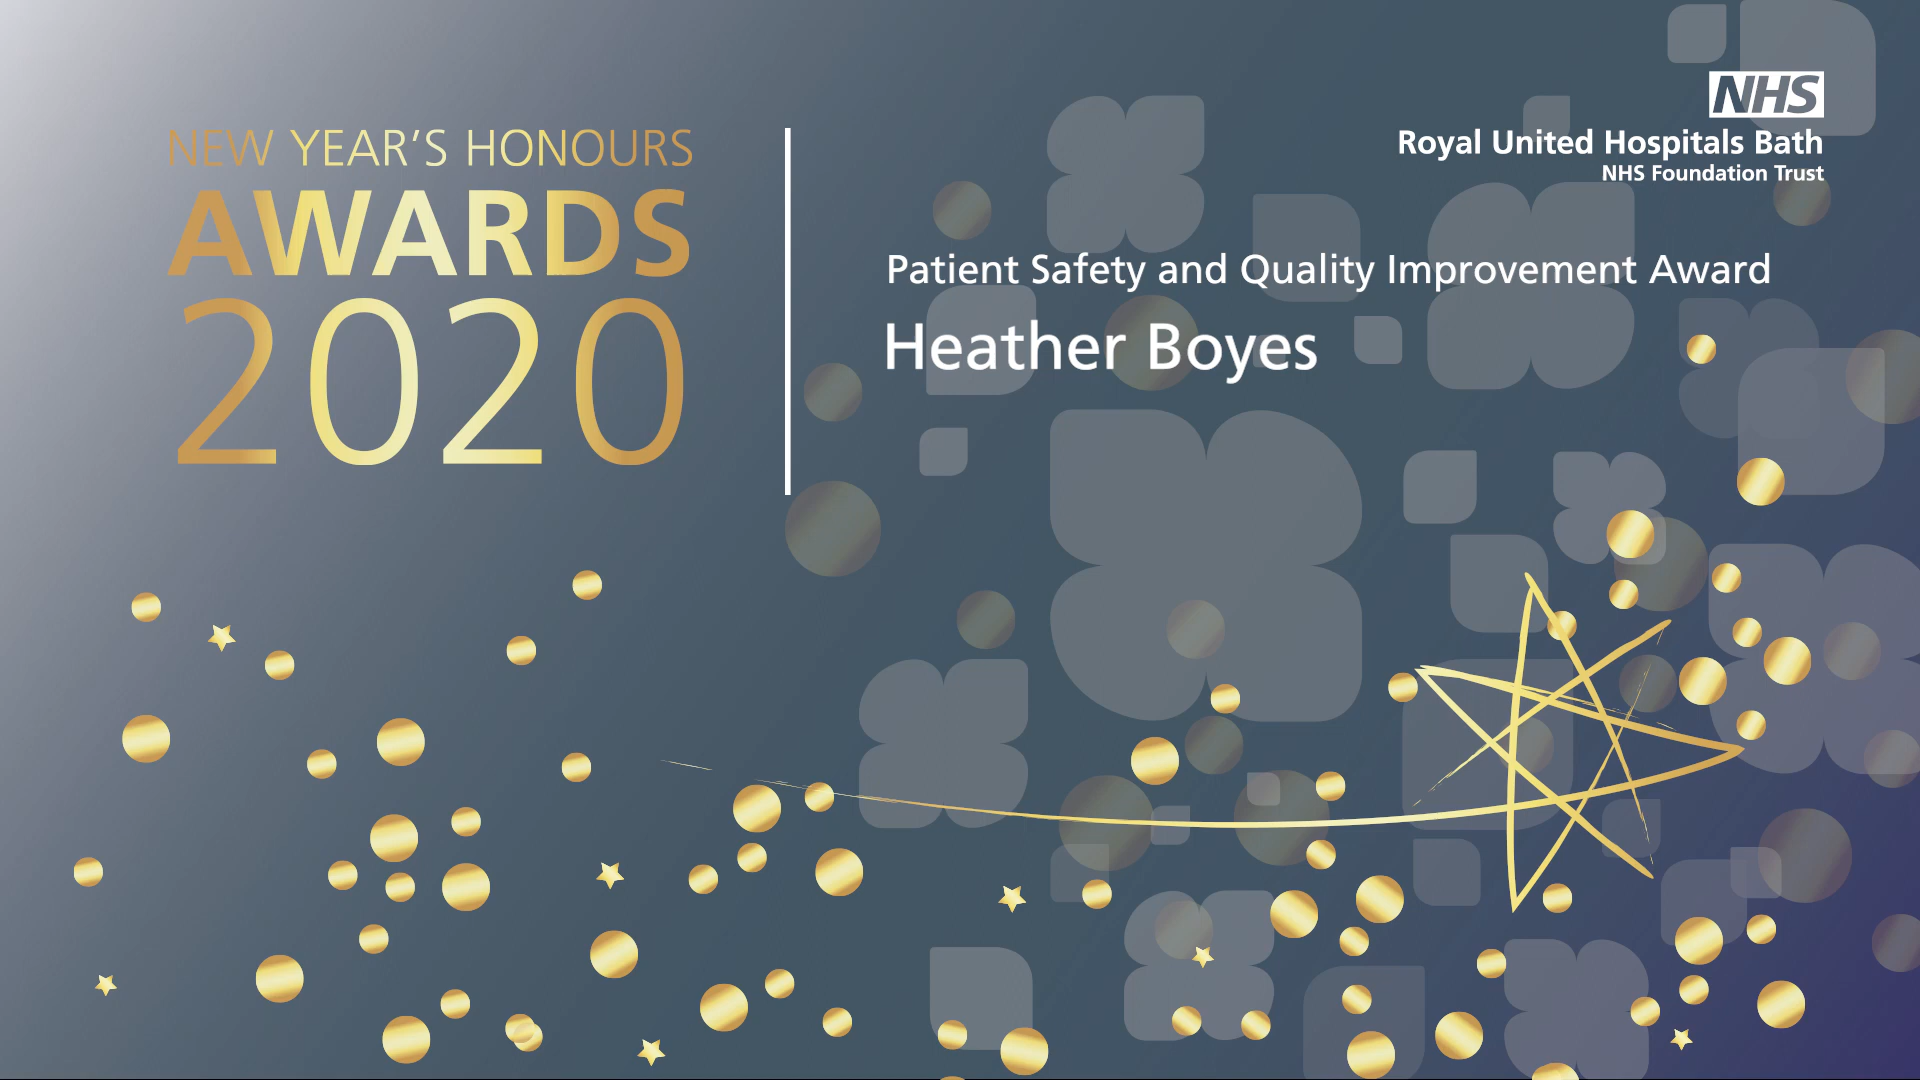 NEW YEAR'S HONOURS
AWARDS
2020
NHS
Royal United Hospitals Bath
NHS Foundation Trust
Patient Safety and Quality Improvement Award
Heather Boyes